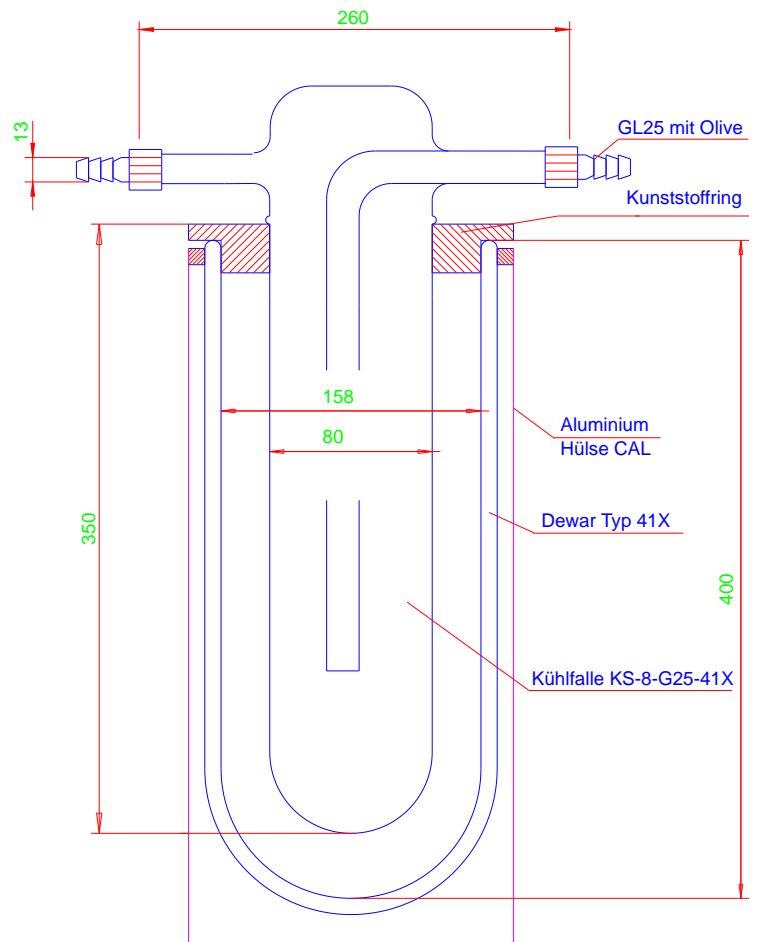 260
13
GL25 mit Olive
Kunststoffring
158
80
Aluminium
Hülse CAL
350
Dewar Typ 41X
400
Kühlfalle KS-8-G25-41X